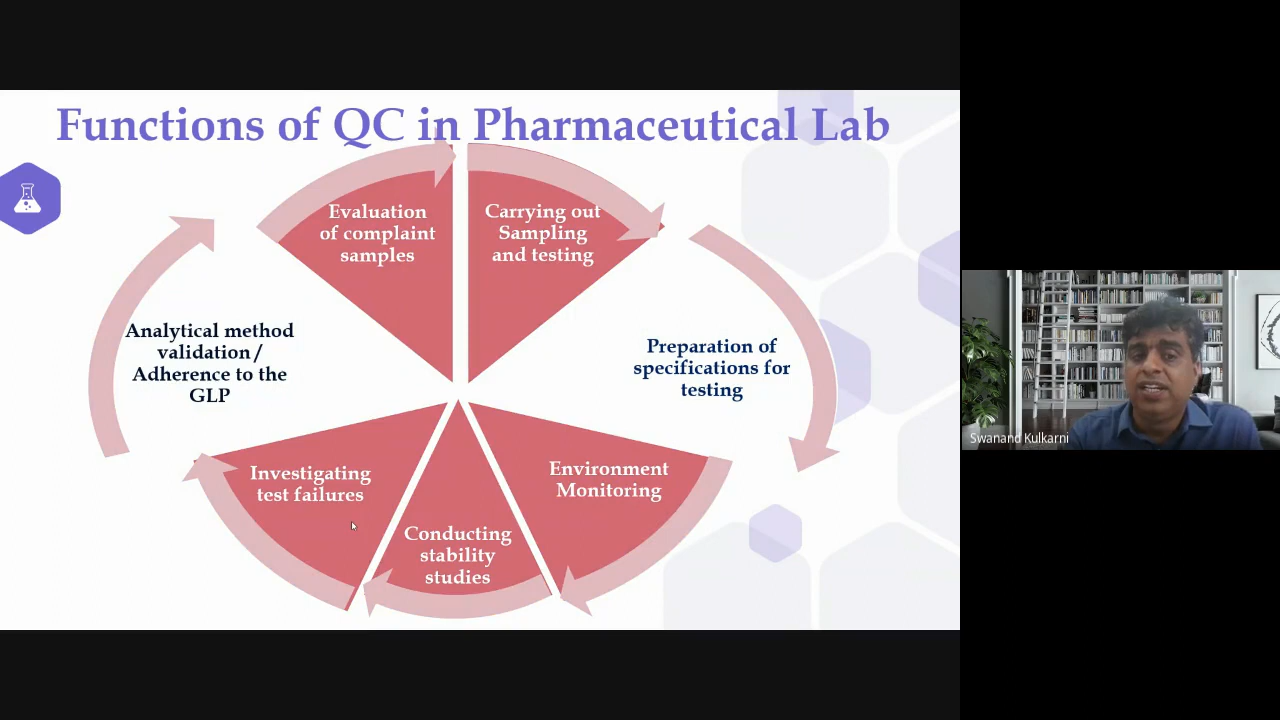 Functions of QC in Pharmaceutical Lab
Evaluation
of complaint
samples
Carrying out
Sampling
and testing
Preparation of
specifications for
testing
Environment
Monitoring
Conducting
stability
studies
Investigating
test failures
Analytical method
validation/
Adherence to the
GLP
Swanand Kulkarni